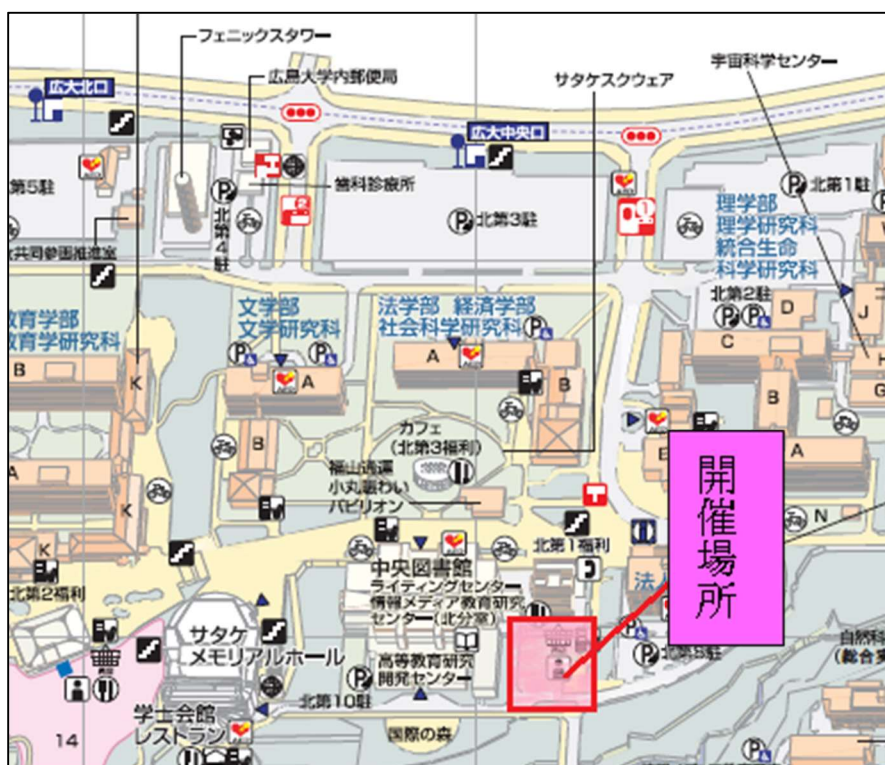 フェニックスタワー
広大北口
広島大学内郵便局
サタケスクウェア
宇宙科学センター
広大中央口
第5駐
北第4駐
歯科診療所
2
北第3駐
1
北第1駐
理学部
理学研究科
統合生命
科学研究科
共同参画推進室
北第2駐
教育学部
教育学研究科
文学部
文学研究科
法学部 経済学部
社会科学研究科
D
J
C
H
G
B
K
A
A
B
B
A
E
B
カフェ
(北第3福利)
福山通運
小丸賑わい
パビリオン
開催場所
A
K
N
K
北第1福利
中央図書館
ライティングセンター
情報メディア教育研究
センター(北分室)
法人
北第2福利
サタケ
メモリアルホール
高等教育研究
開発センター
北第10駐
学士会館
レストラン
国際の森
14
自然科
(総合実